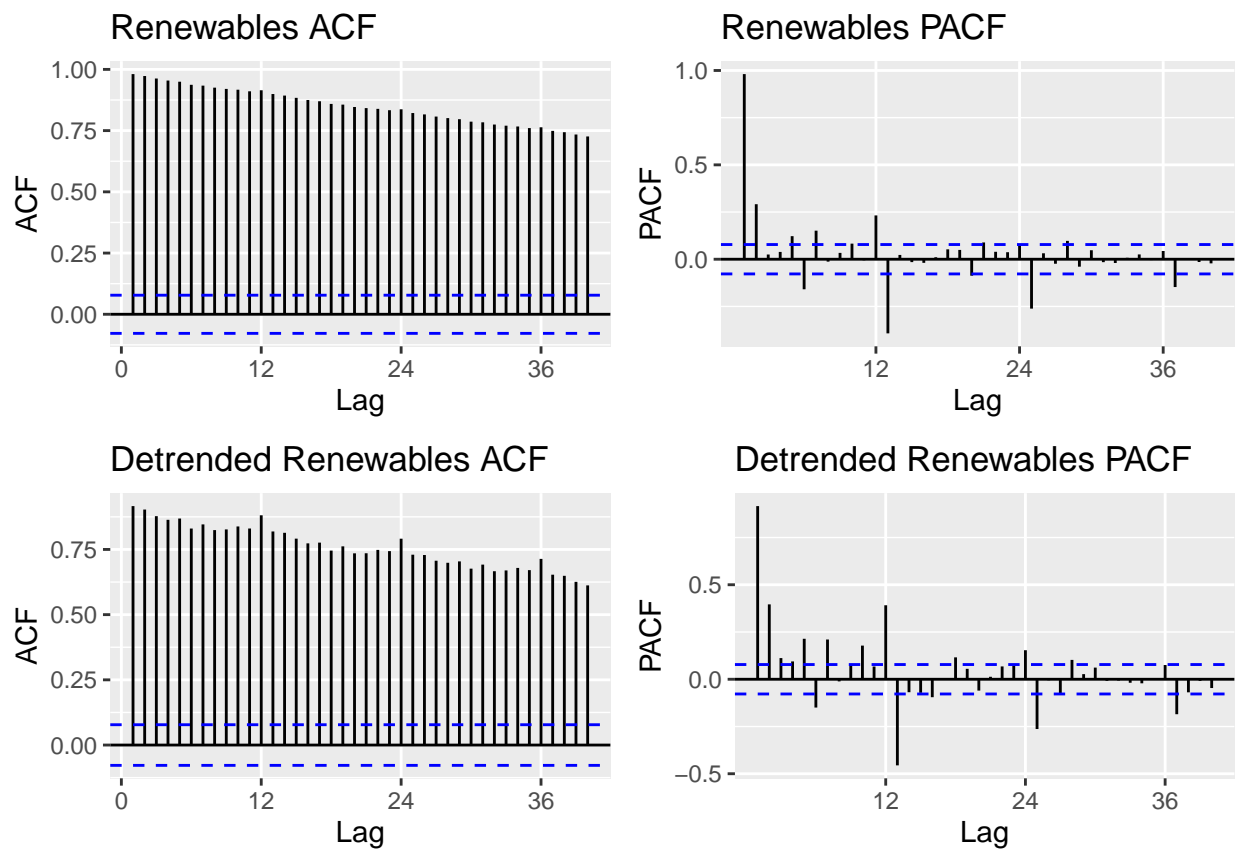 Renewables ACF
1.00
0.75
0.50
0.25
0.00
ACF
0
12
24
36
Lag
Renewables PACF
1.0
0.5
0.0
PACF
12
24
36
Lag
Detrended Renewables ACF
0.75
0.50
0.25
0.00
ACF
0
12
24
36
Lag
Detrended Renewables PACF
0.5
0.0
−0.5
PACF
12
24
36
Lag